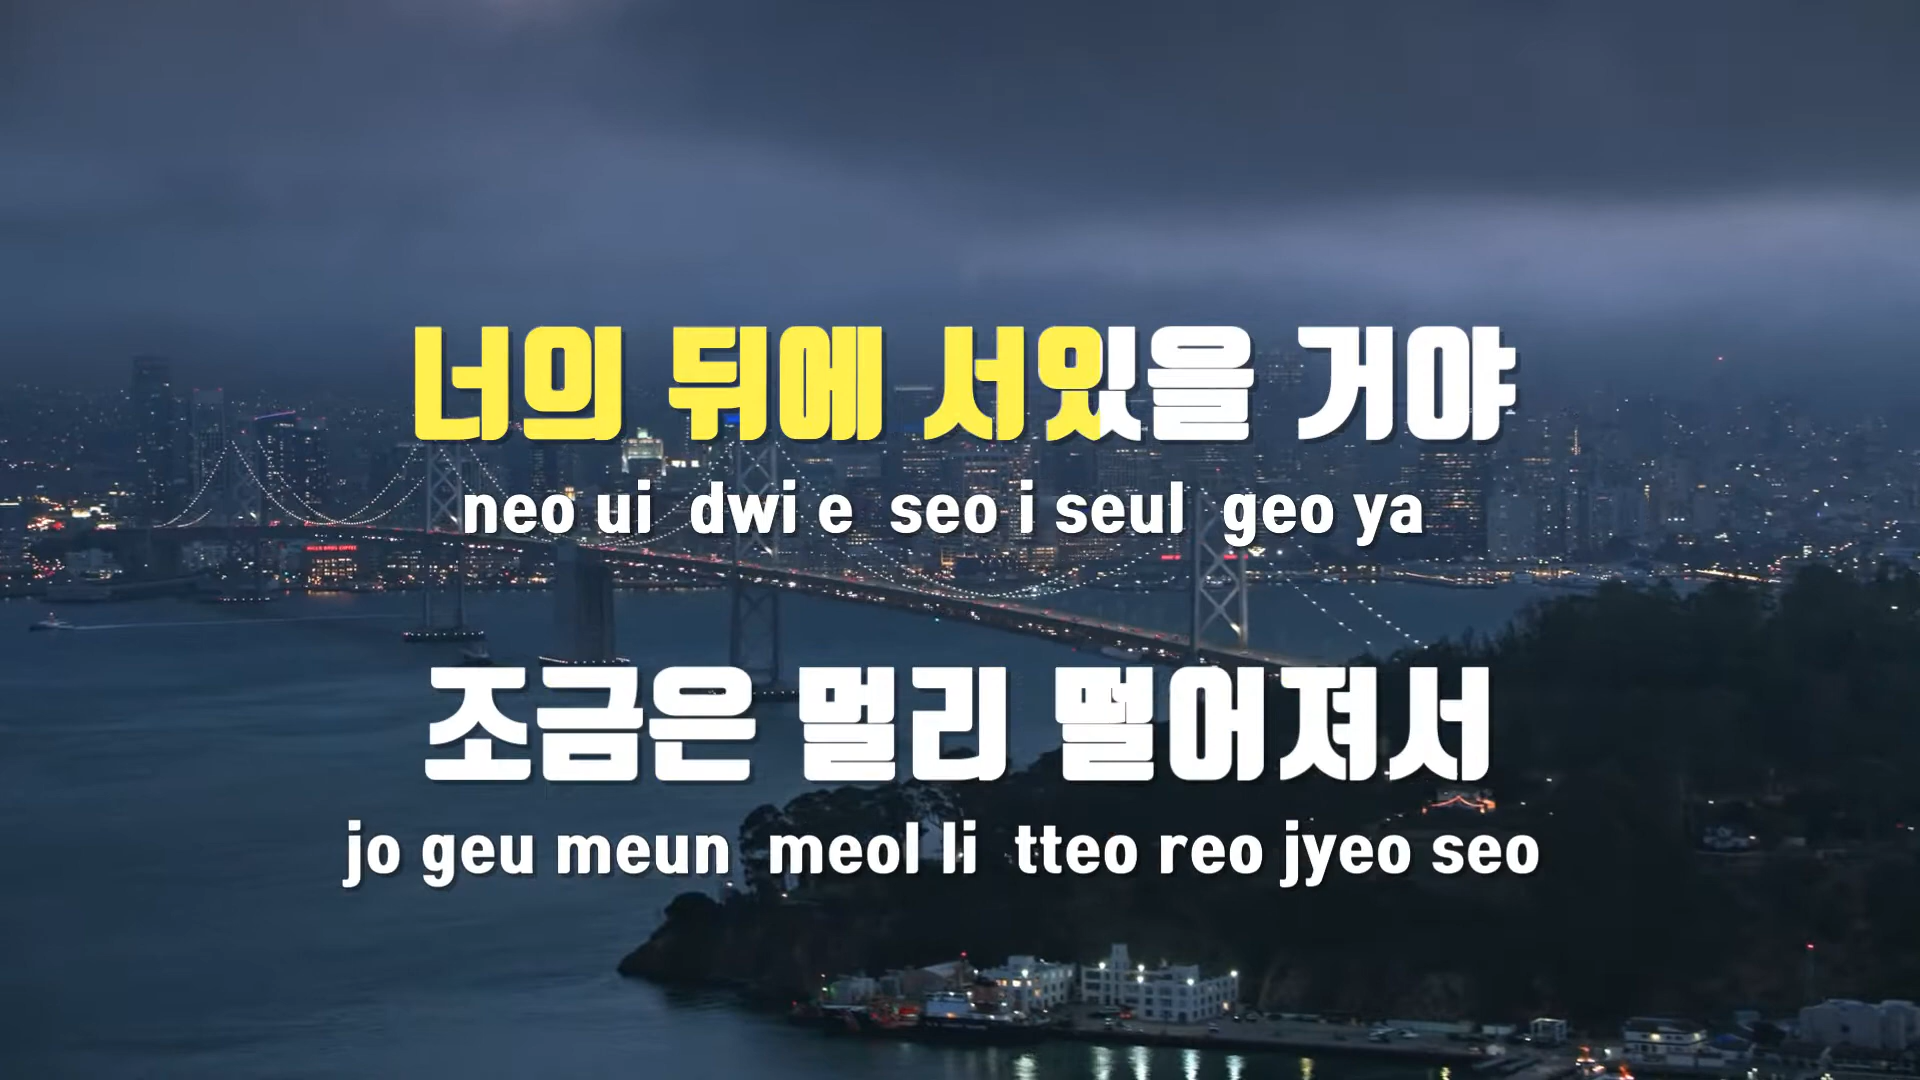 너의 뒤에 서있을 거야
neo ui dwi e seo i seul geo ya
조금은 멀리 떨어져서
jo geu meun meol li tteo reo jyeo seo